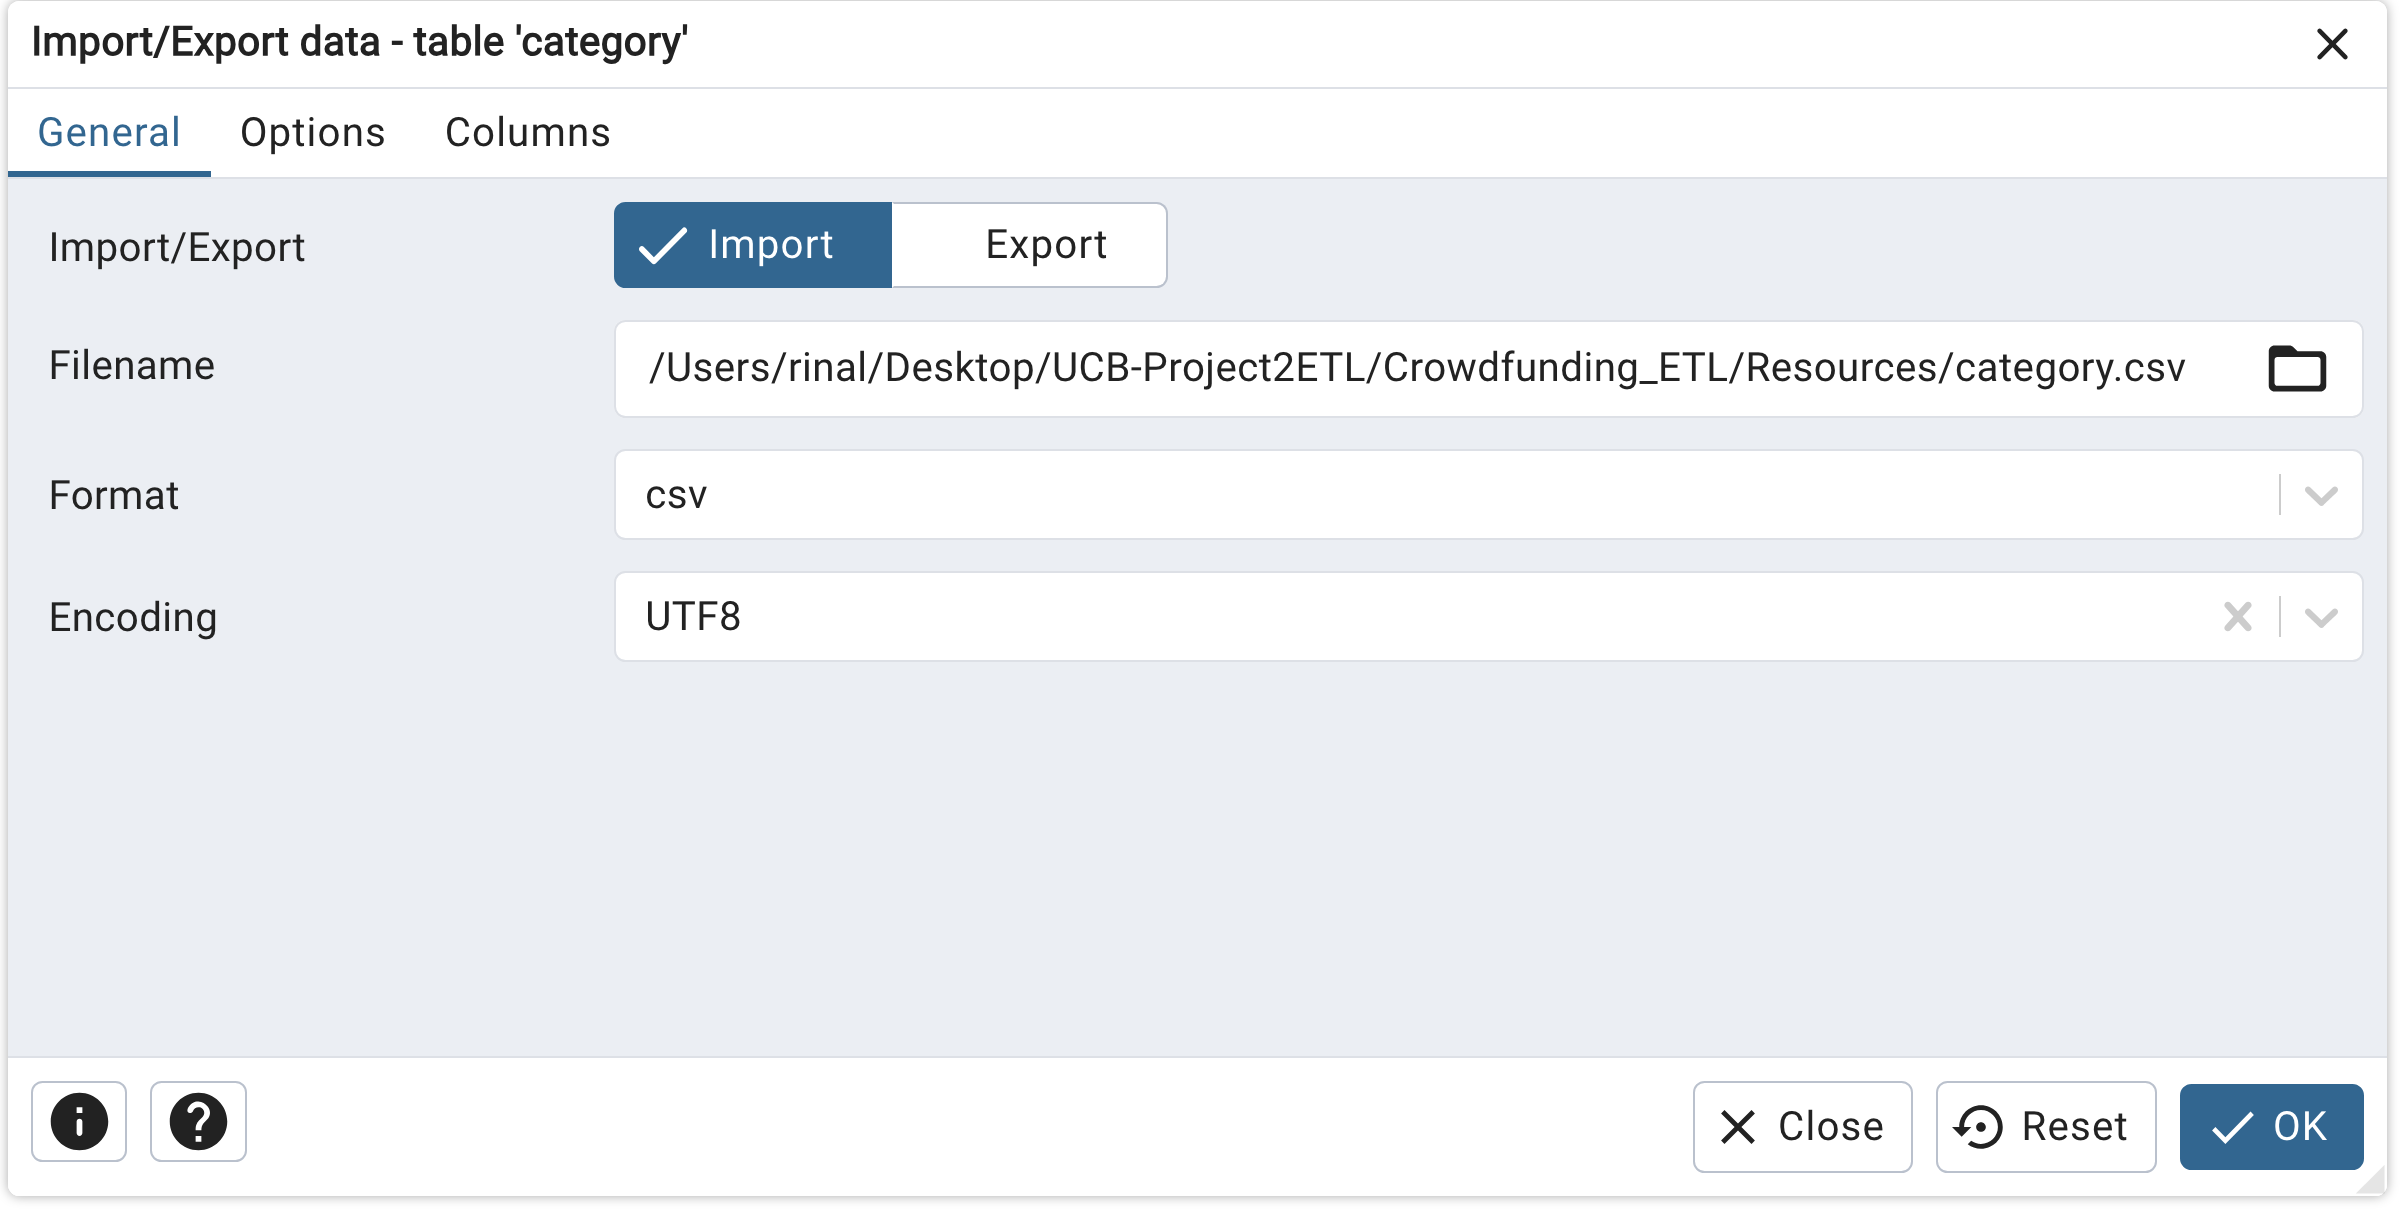 Import/Export data - table 'category'
General Options Columns
Import/Export Import Export
Filename /Users/rinal/Desktop/UCB-Project2ETL/Crowdfunding_ETL/Resources/category.csv
Format csv
Encoding UTF8
Close Reset OK